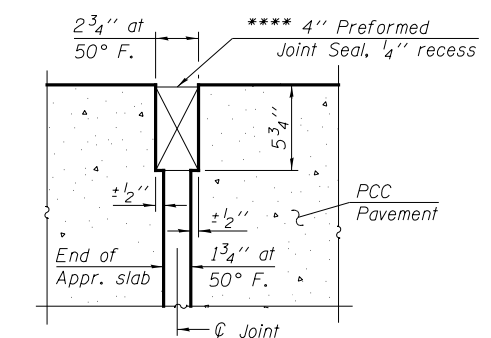 2 3/4" at
50° F.
**** 4" Preformed
Joint Seal, 1/4" recess
5 3/4"
±1/2"
±1/2"
PCC
Pavement
End of
Appr. slab
1 3/4" at
50° F.
℄ Joint